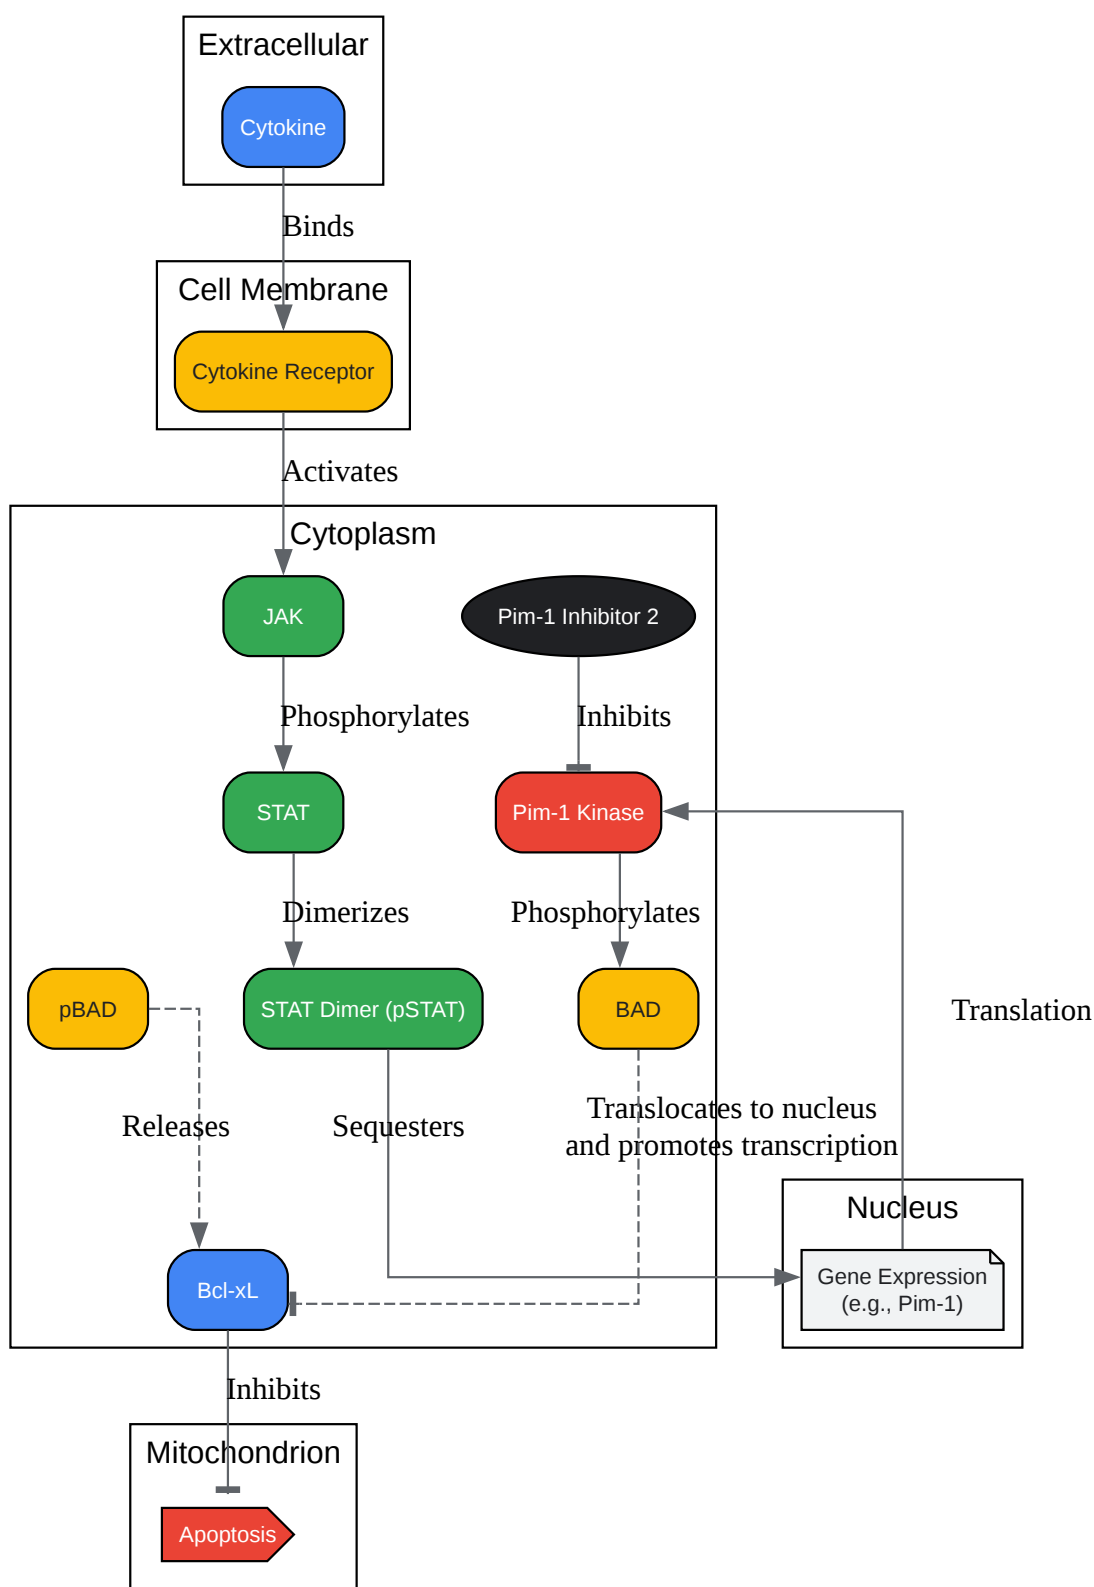 Extracellular
Cytokine
Binds
Cell Membrane
Cytokine Receptor
Activates
Cytoplasm
JAK
Pim-1 Inhibitor 2
Phosphorylates
Inhibits
STAT
Pim-1 Kinase
Dimerizes
Phosphorylates
pBAD
STAT Dimer (pSTAT)
BAD
Translation
Releases
Sequesters
Translocates to nucleus
and promotes transcription
Nucleus
Bcl-xL
Gene Expression
(e.g., Pim-1)
Inhibits
Mitochondrion
Apoptosis